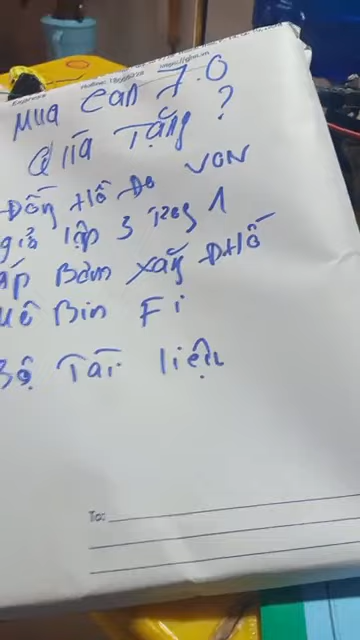 Mua Can 7.0
Quà Tặng ?
Đồng Hồ Đo VON
giả lập 3 trog 1
áp Bơm xăng
Bin Fi
Bộ Tài liệu
To: